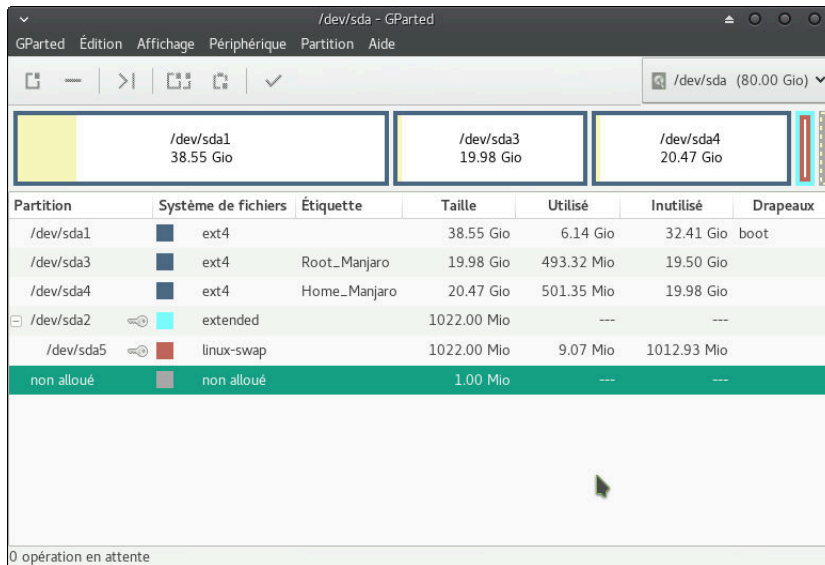 /dev/sda - GParted
GParted Édition Affichage Périphérique Partition Aide
/dev/sda (80.00 Gio)
/dev/sda1
38.55 Gio
/dev/sda3
19.98 Gio
/dev/sda4
20.47 Gio
Partition Système de fichiers Étiquette Taille Utilisé Inutilisé Drapeaux
/dev/sda1 ext4 38.55 Gio 6.14 Gio 32.41 Gio boot
/dev/sda3 ext4 Root_Manjaro 19.98 Gio 493.32 Mio 19.50 Gio
/dev/sda4 ext4 Home_Manjaro 20.47 Gio 501.35 Mio 19.98 Gio
/dev/sda2 extended 1022.00 Mio --- ---
/dev/sda5 linux-swap 1022.00 Mio 9.07 Mio 1012.93 Mio
non alloué non alloué 1.00 Mio --- ---
0 opération en attente